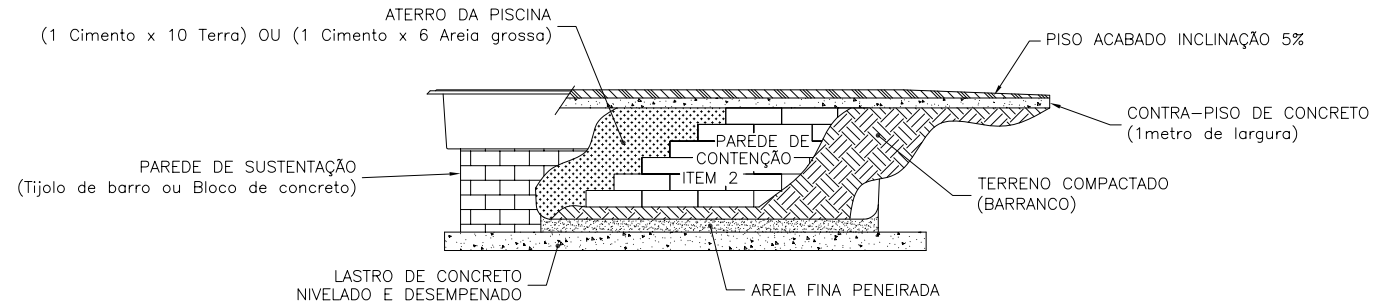 ATERRO DA PISCINA
(1 Cimento x 10 Terra) OU (1 Cimento x 6 Areia grossa)
PISO ACABADO INCLINAÇÃO 5%
CONTRA-PISO DE CONCRETO
(1metro de largura)
PAREDE DE
CONTENÇÃO
ITEM 2
PAREDE DE SUSTENTAÇÃO
(Tijolo de barro ou Bloco de concreto)
TERRENO COMPACTADO
(BARRANCO)
LASTRO DE CONCRETO
NIVELADO E DESEMPENADO
AREIA FINA PENEIRADA